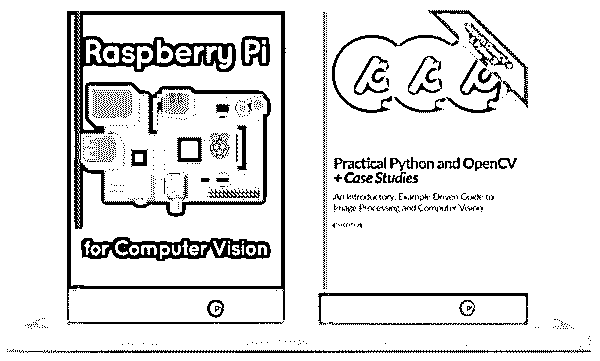 Raspberry Pi
for Computer Vision
Practical Python and OpenCV
+ Case Studies
An Introductory, Example Driven Guide to
Image Processing and Computer Vision